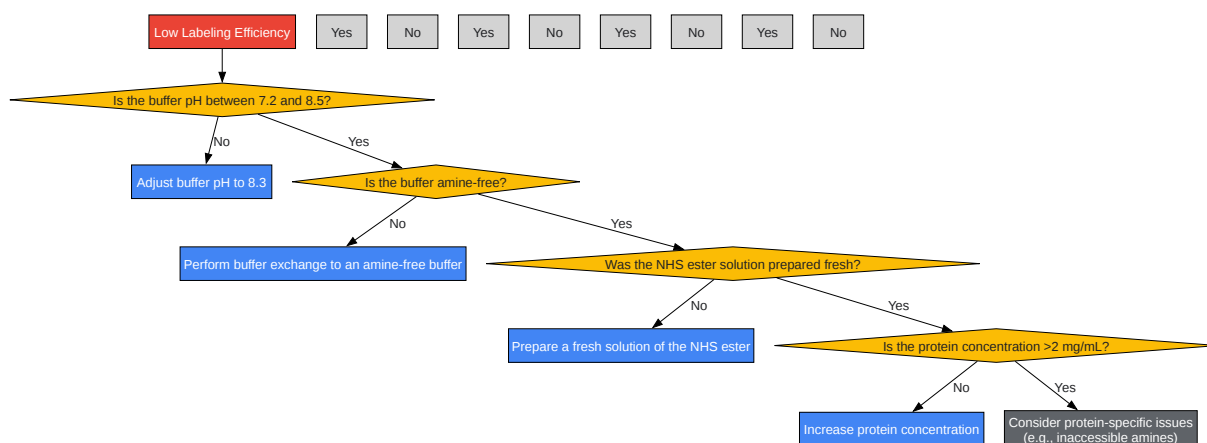 Low Labeling Efficiency
Yes
No
Yes
No
Yes
No
Yes
No
Is the buffer pH between 7.2 and 8.5?
No
Yes
Adjust buffer pH to 8.3
Is the buffer amine-free?
No
Yes
Perform buffer exchange to an amine-free buffer
Was the NHS ester solution prepared fresh?
No
Yes
Prepare a fresh solution of the NHS ester
Is the protein concentration >2 mg/mL?
No
Yes
Increase protein concentration
Consider protein-specific issues
(e.g., inaccessible amines)